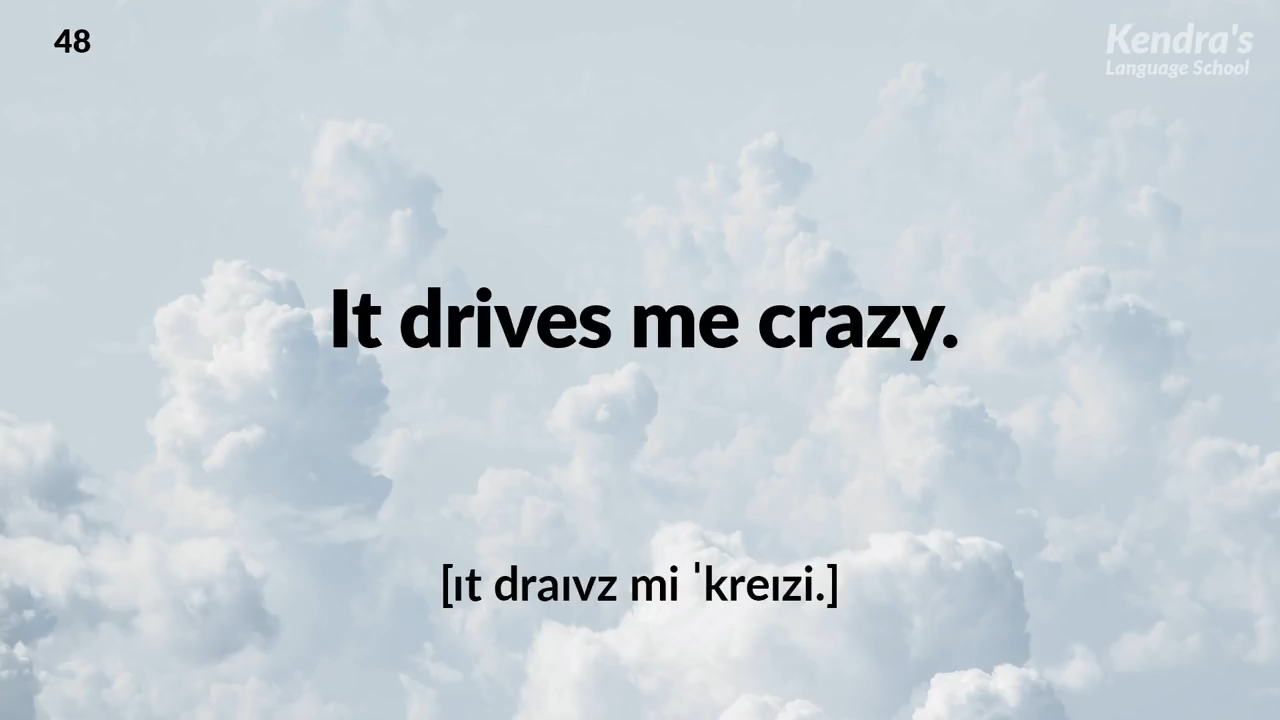 48
Kendra's
Language School
It drives me crazy.
[ɪt draɪvz mi ˈkreɪzi.]